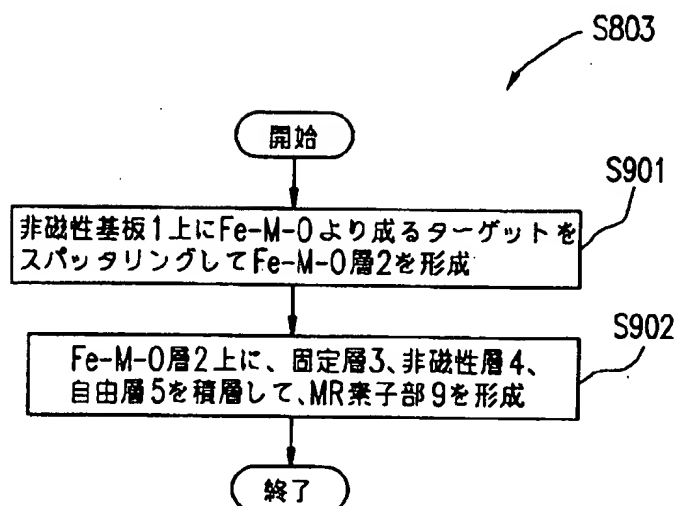 S803
開始
S901
非磁性基板1上にFe-M-Oより成るターゲットを
スパッタリングしてFe-M-O層2を形成
S902
Fe-M-O層2上に、固定層3、非磁性層4、
自由層5を積層して、MR素子部9を形成
終了